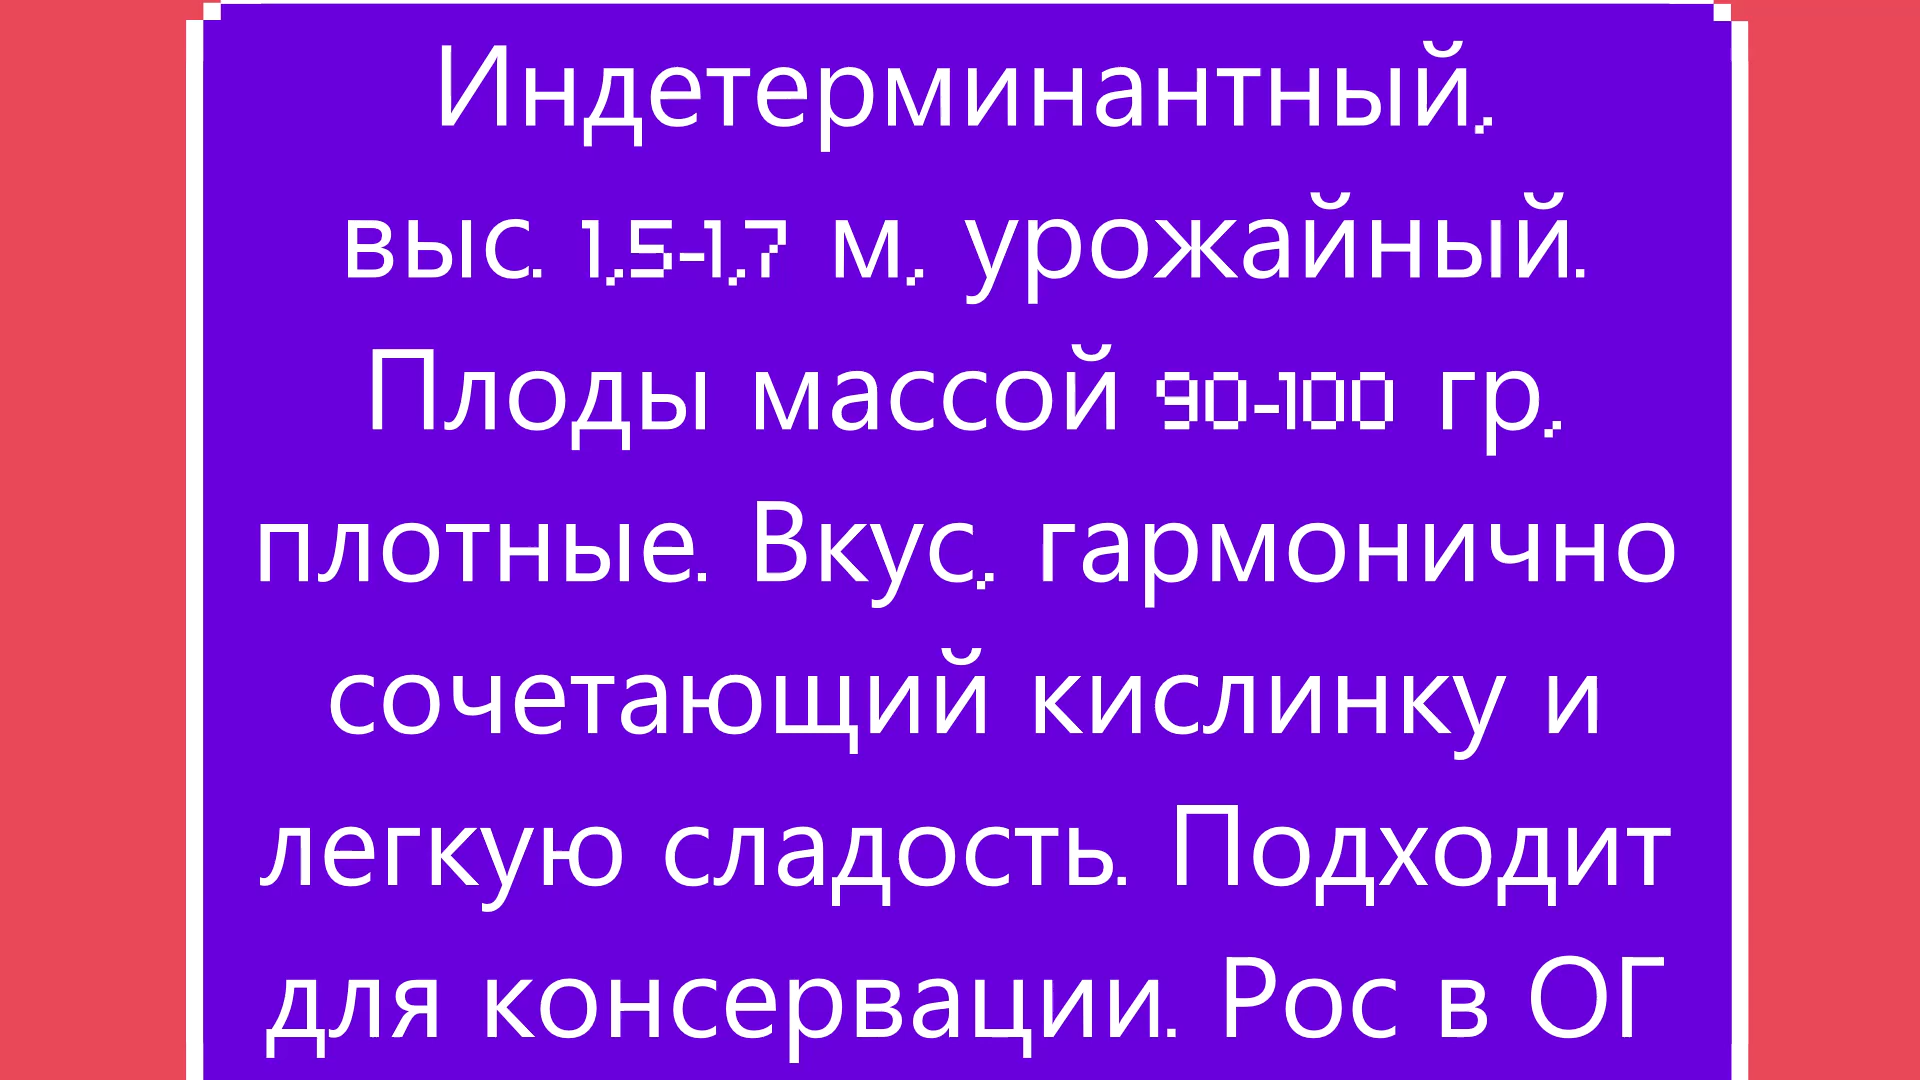 Индетерминантный,
выс. 1,5-1,7 м, урожайный.
Плоды массой 90-100 гр,
плотные. Вкус, гармонично
сочетающий кислинку и
легкую сладость. Подходит
для консервации. Рос в ОГ